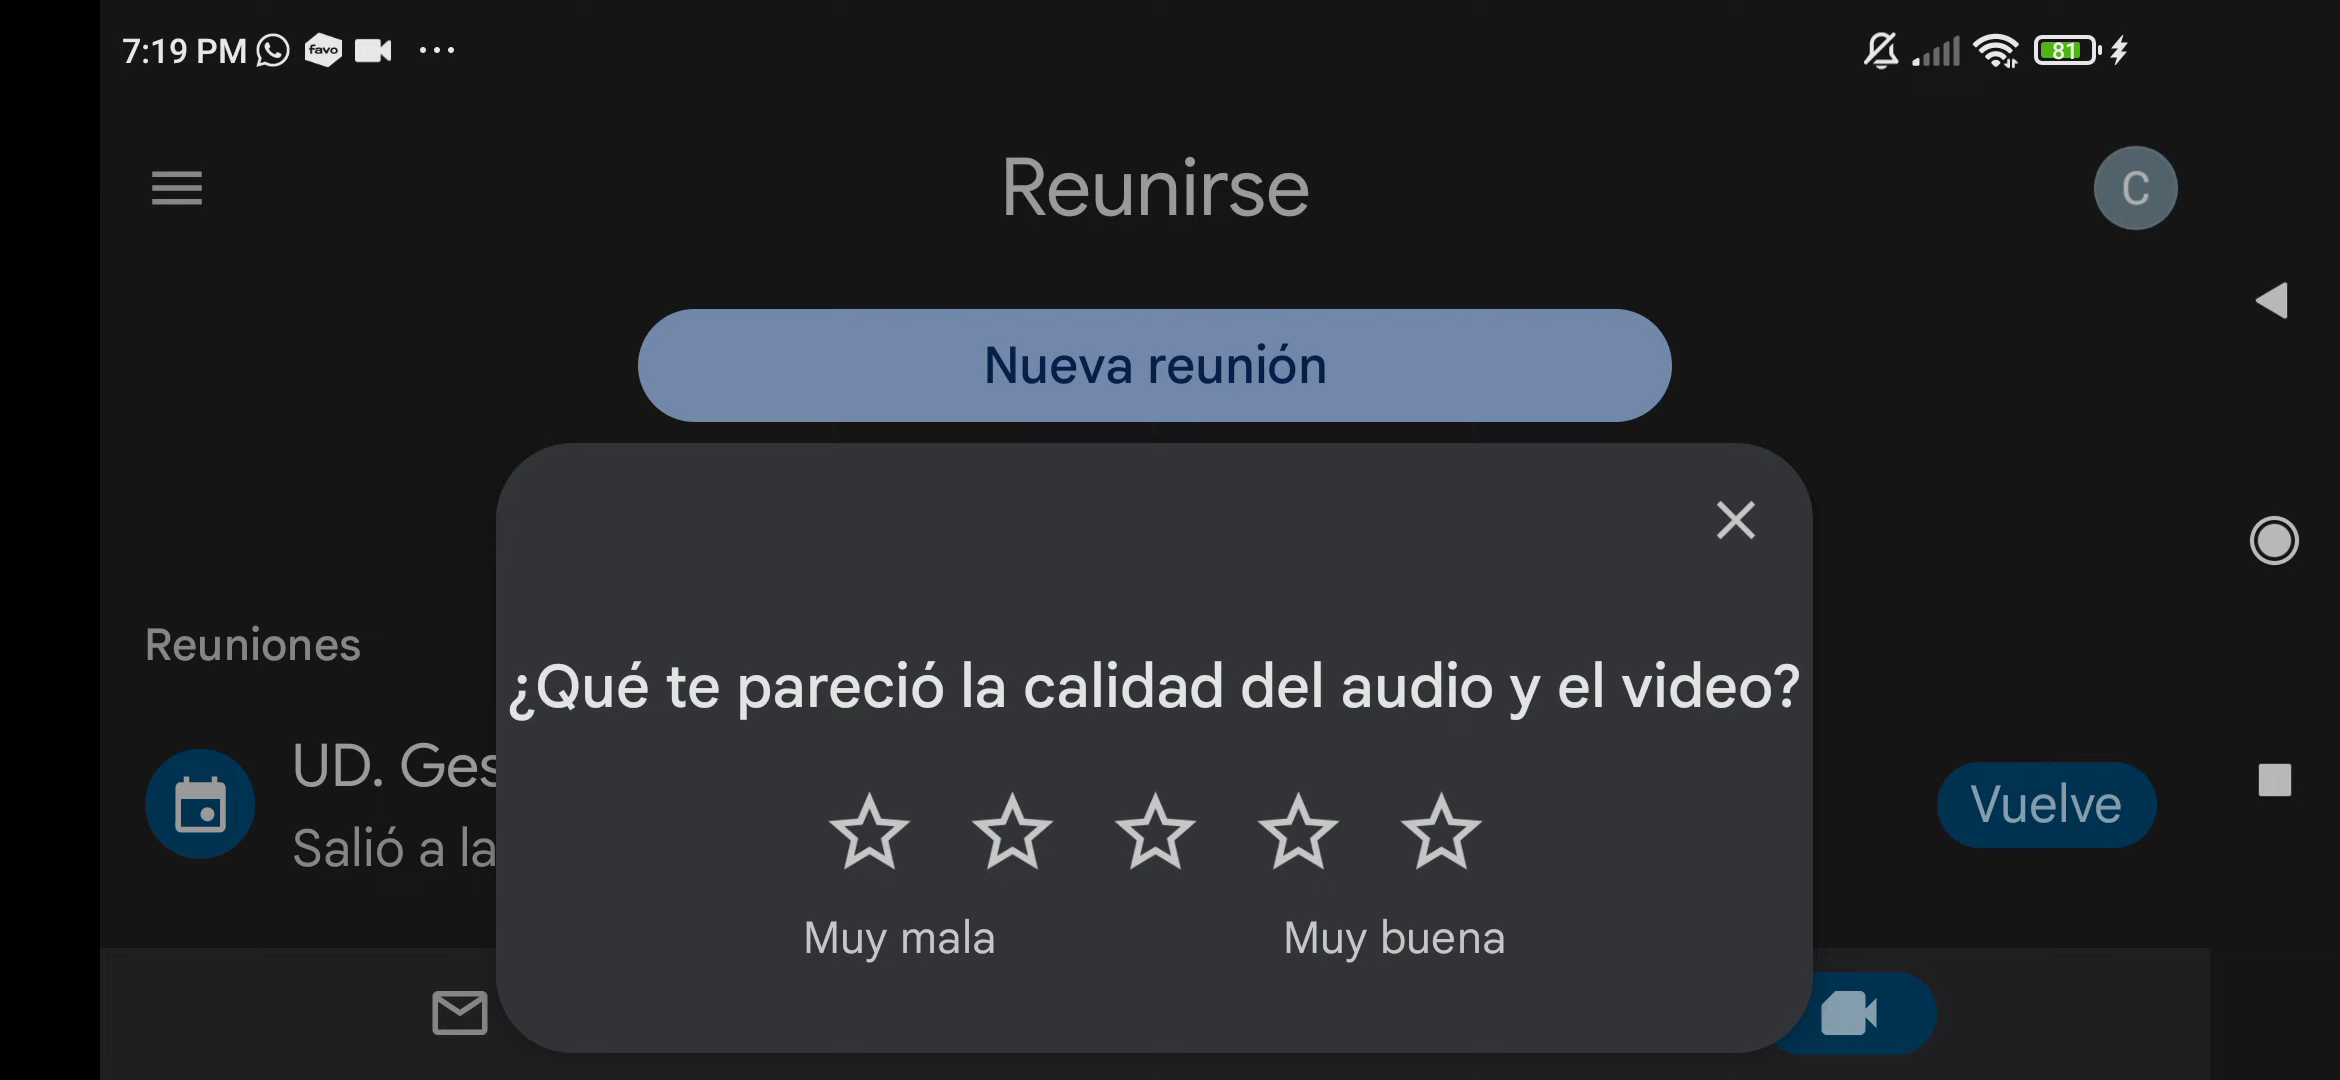 7:19 PM
favo
81
Reunirse
C
Nueva reunión
¿Qué te pareció la calidad del audio y el video?
Muy mala
Muy buena
Reuniones
UD. Ges
Salió a la
Vuelve